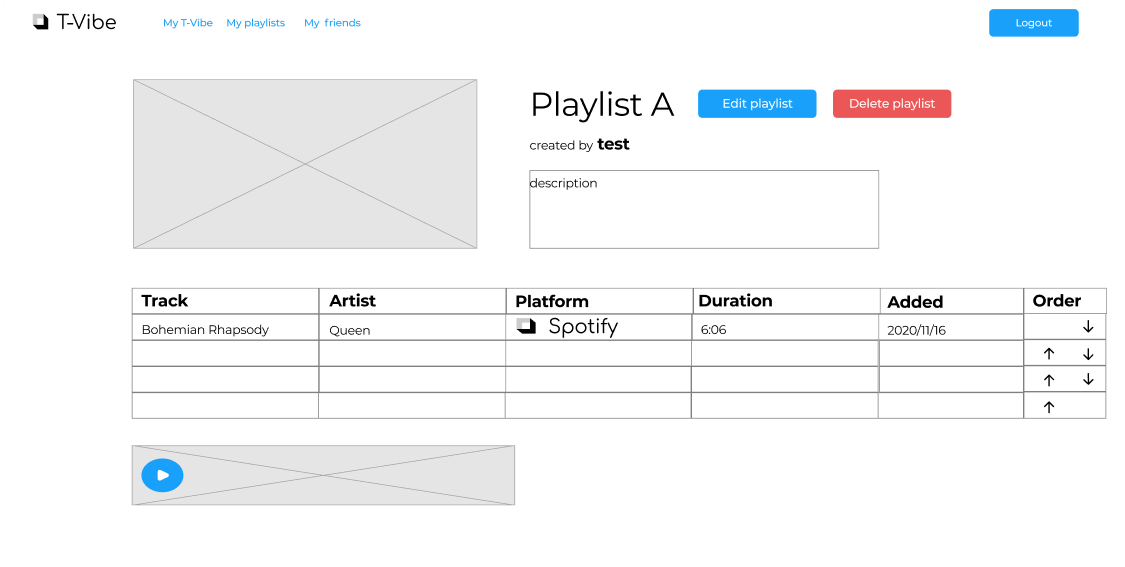 T-Vibe My T-Vibe My playlists My friends Logout
Playlist A Edit playlist Delete playlist
created by test
description
Track Artist Platform Duration Added Order
Bohemian Rhapsody Queen Spotify 6:06 2020/11/16 ↓
↑ ↓
↑ ↓
↑